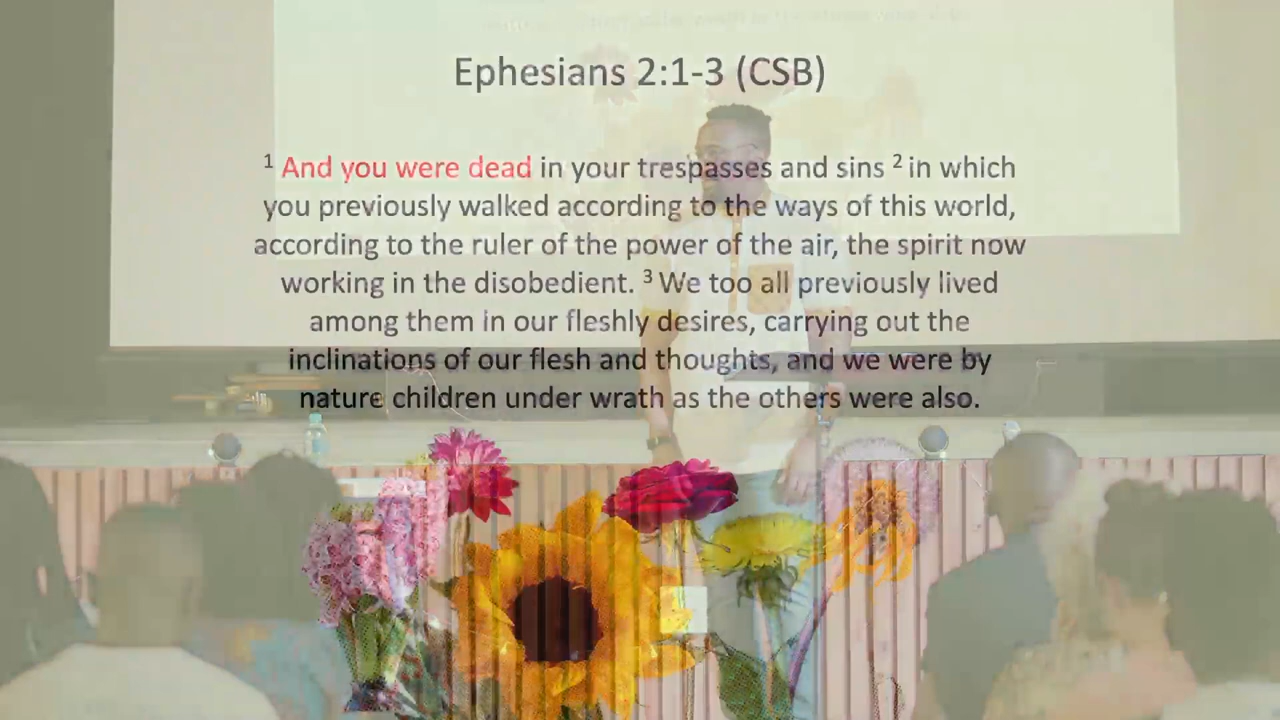 Ephesians 2:1-3 (CSB)
¹ And you were dead in your trespasses and sins ² in which
you previously walked according to the ways of this world,
according to the ruler of the power of the air, the spirit now
working in the disobedient. ³ We too all previously lived
among them in our fleshly desires, carrying out the
inclinations of our flesh and thoughts, and we were by
nature children under wrath as the others were also.